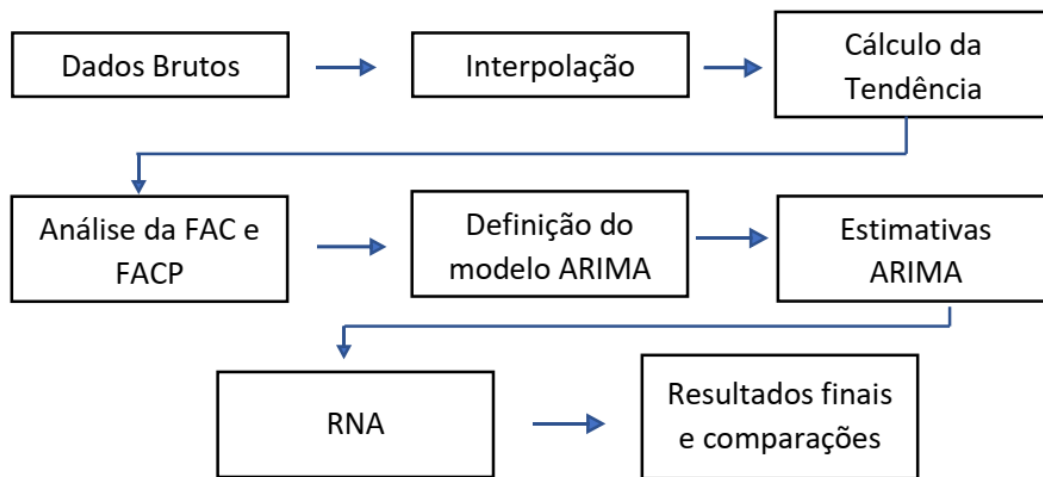 Dados Brutos
Interpolação
Cálculo da
Tendência
Análise da FAC e
FACP
Definição do
modelo ARIMA
Estimativas
ARIMA
RNA
Resultados finais
e comparações